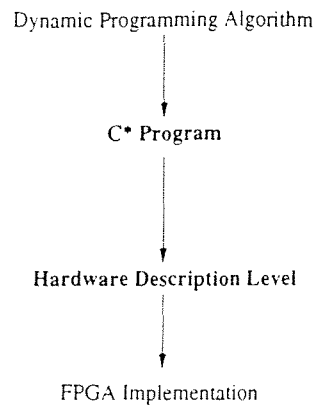 Dynamic Programming Algorithm
C* Program
Hardware Description Level
FPGA Implementation